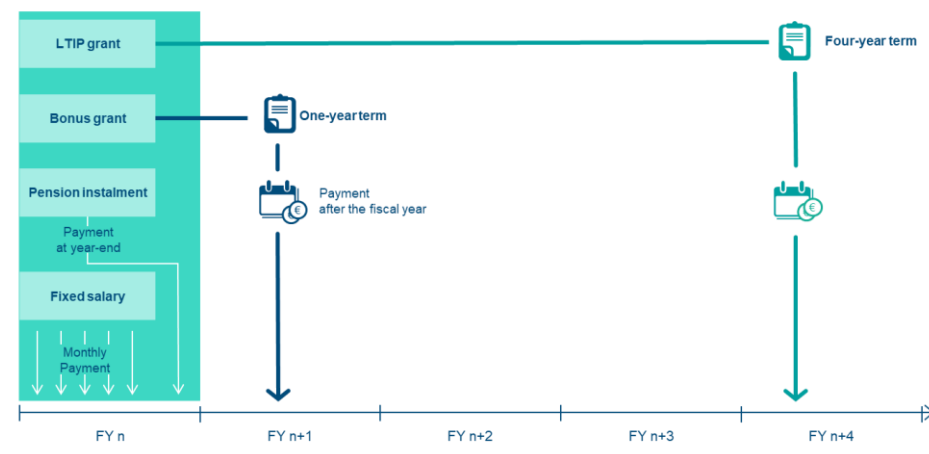 LTIP grant
Four-year term
Bonus grant
One-year term
Pension instalment
Payment
after the fiscal year
€
€
Payment
at year-end
Fixed salary
Monthly
Payment
FY n
FY n+1
FY n+2
FY n+3
FY n+4